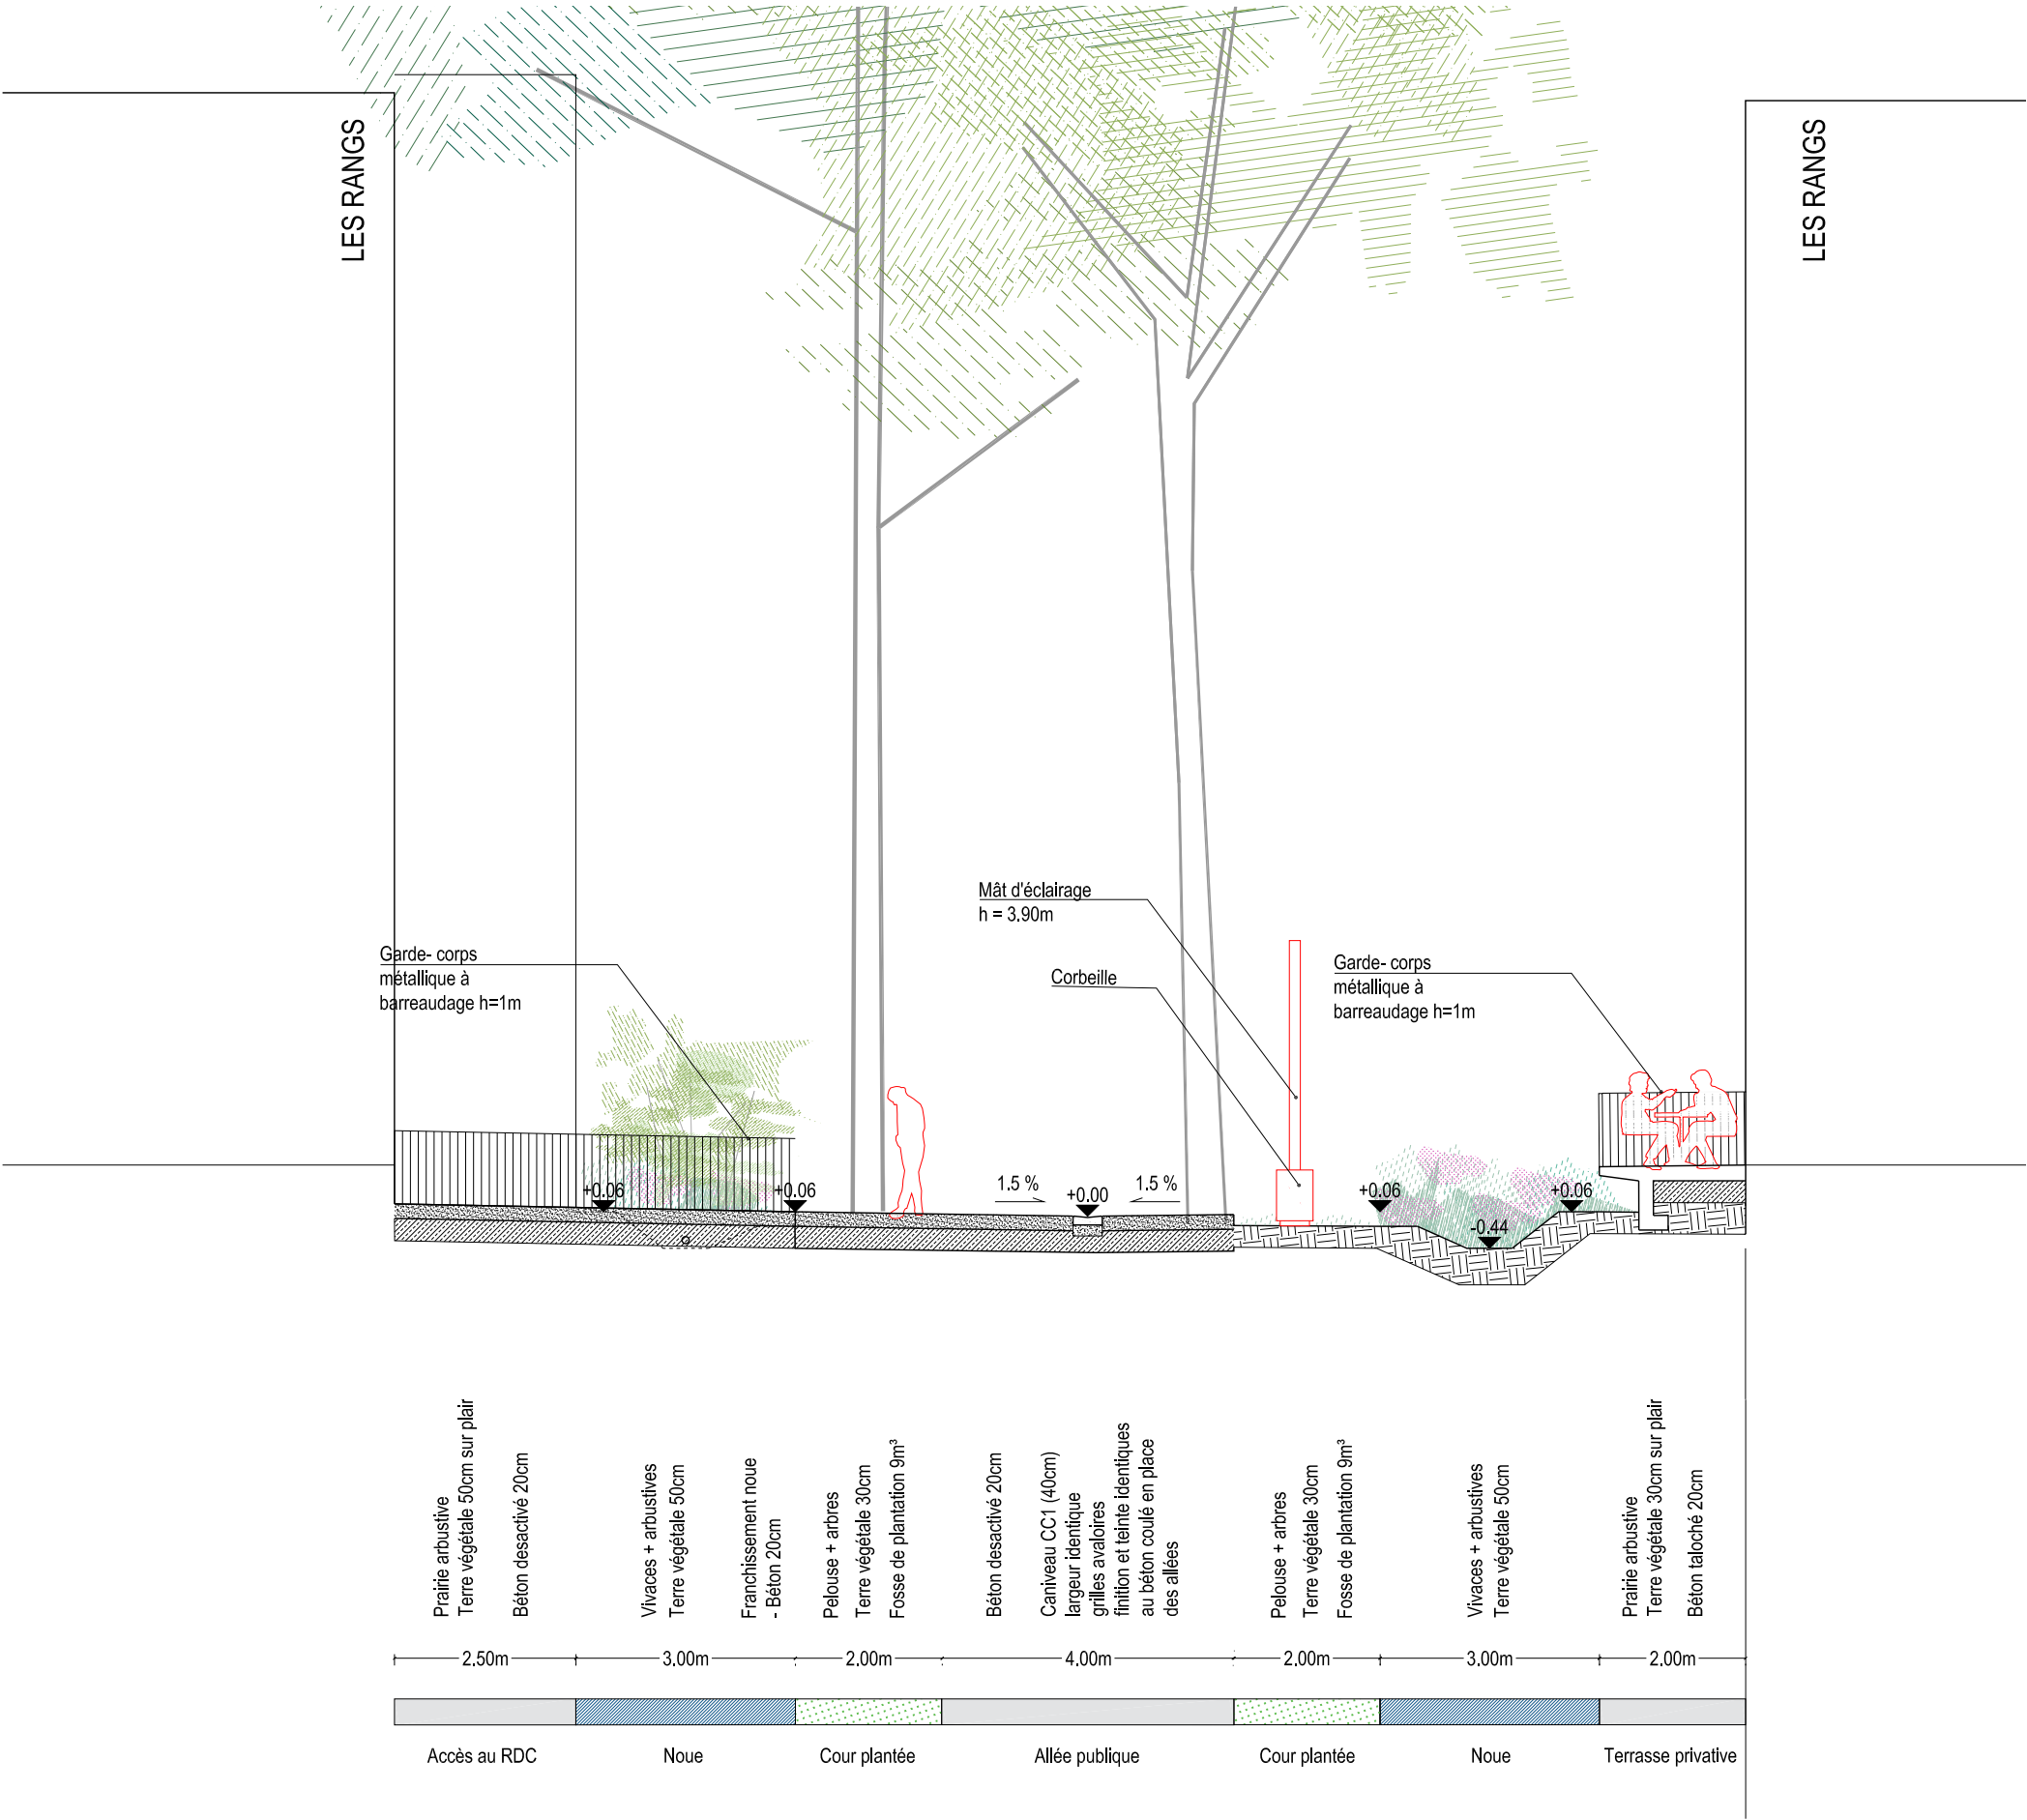 LES RANGS
LES RANGS
Mât d'éclairage
h = 3.90m
Garde- corps
métallique à
barreaudage h=1m
Corbeille
Garde- corps
métallique à
barreaudage h=1m
+0.06
+0.06
1.5 %
+0.00
1.5 %
+0.06
-0.44
+0.06
Prairie arbustive
Terre végétale 50cm sur plair
Béton desactivé 20cm
Vivaces + arbustives
Terre végétale 50cm
Franchissement noue
- Béton 20cm
Pelouse + arbres
Terre végétale 30cm
Fosse de plantation 9m³
Béton desactivé 20cm
Caniveau CC1 (40cm)
largeur identique
grilles avaloires
finition et teinte identiques
au béton coulé en place
des allées
Pelouse + arbres
Terre végétale 30cm
Fosse de plantation 9m³
Vivaces + arbustives
Terre végétale 50cm
Prairie arbustive
Terre végétale 30cm sur plair
Béton taloché 20cm
2.50m
3.00m
2.00m
4.00m
2.00m
3.00m
2.00m
Accès au RDC
Noue
Cour plantée
Allée publique
Cour plantée
Noue
Terrasse privative